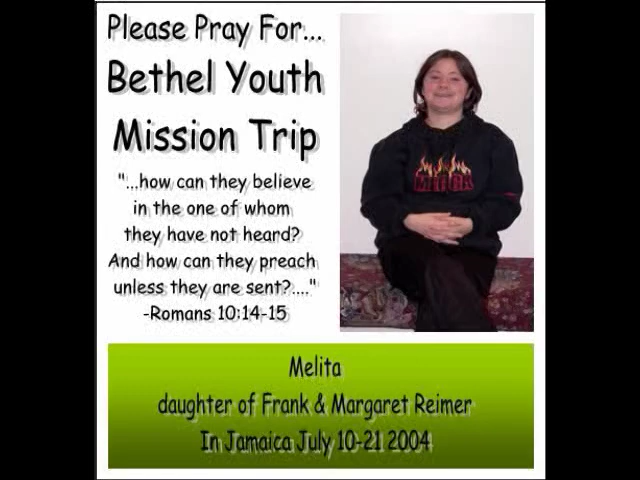 Please Pray For...
Bethel Youth
Mission Trip
"...how can they believe
in the one of whom
they have not heard?
And how can they preach
unless they are sent?...."
-Romans 10:14-15
Melita
daughter of Frank & Margaret Reimer
In Jamaica July 10-21 2004